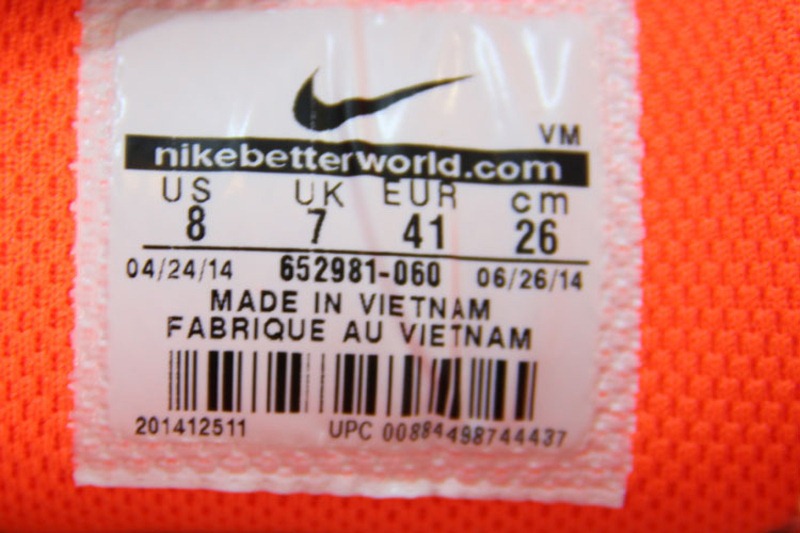 VM
nikebetterworld.com
US UK EUR cm
8 7 41 26
04/24/14 652981-060 06/26/14
MADE IN VIETNAM
FABRIQUE AU VIETNAM
201412511 UPC 00884498744437